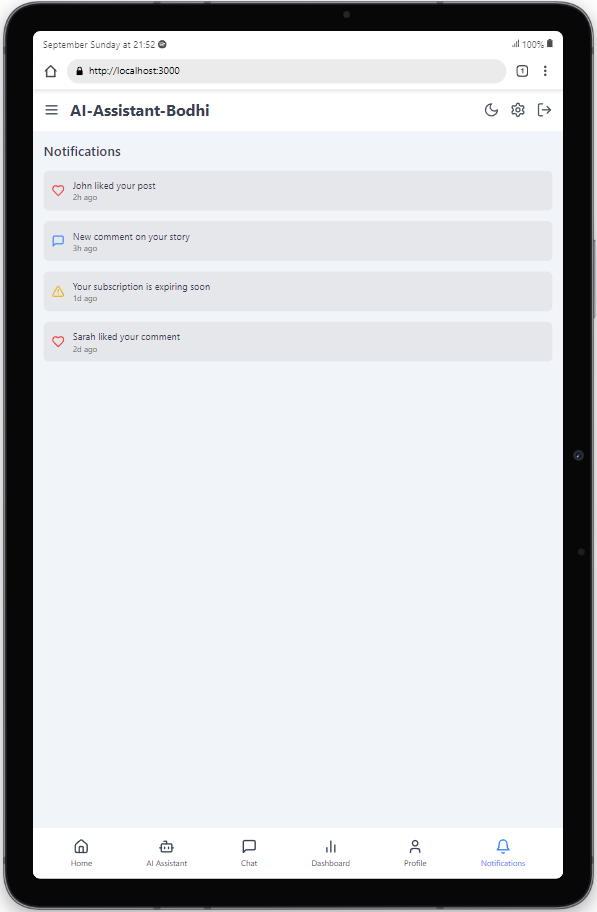 September Sunday at 21:52
100%
http://localhost:3000
1
AI-Assistant-Bodhi
Notifications
John liked your post
2h ago
New comment on your story
3h ago
Your subscription is expiring soon
1d ago
Sarah liked your comment
2d ago
Home AI Assistant Chat Dashboard Profile Notifications